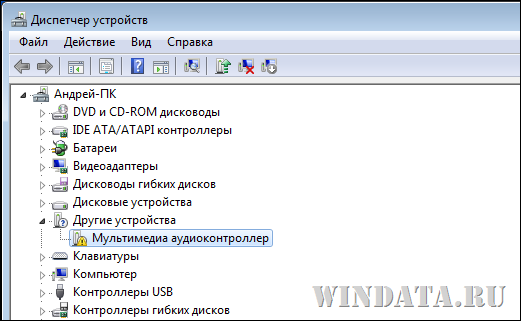 Диспетчер устройств
Файл Действие Вид Справка
Андрей-ПК
DVD и CD-ROM дисководы
IDE ATA/ATAPI контроллеры
Батареи
Видеоадаптеры
Дисководы гибких дисков
Дисковые устройства
Другие устройства
Мультимедиа аудиоконтроллер
Клавиатуры
Компьютер
Контроллеры USB
Контроллеры гибких дисков
WINDATA.RU